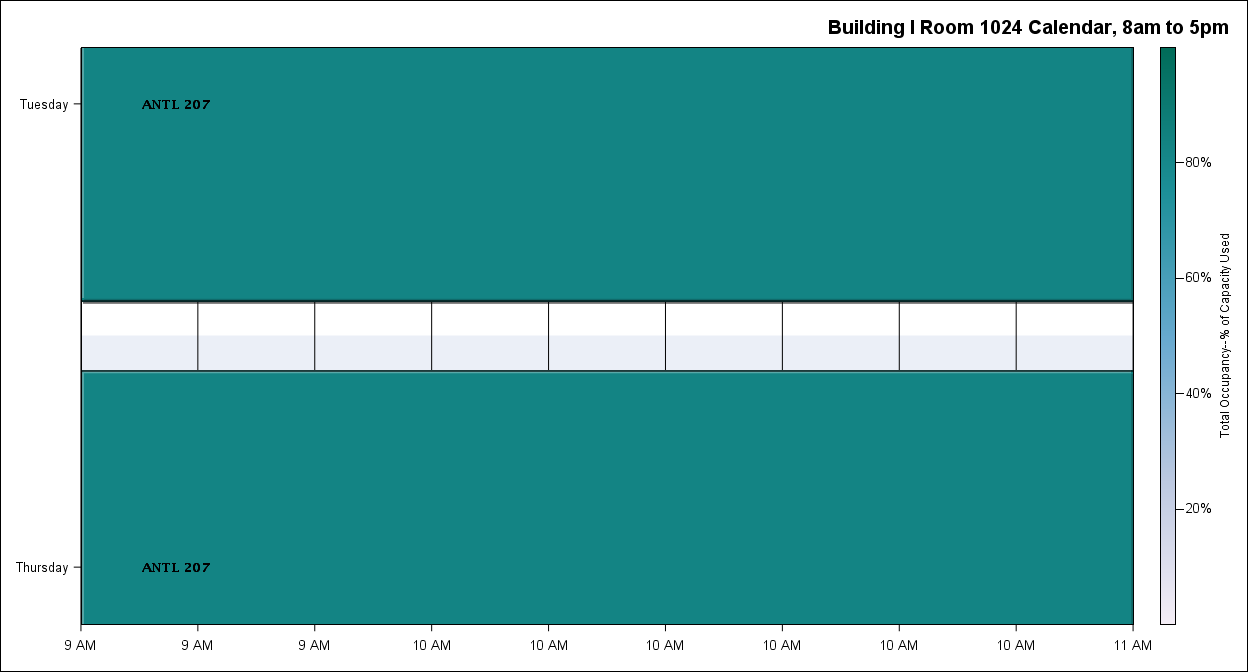 Building I Room 1024 Calendar, 8am to 5pm
Tuesday
ANTL 207
Thursday
ANTL 207
9 AM 9 AM 9 AM 10 AM 10 AM 10 AM 10 AM 10 AM 10 AM 11 AM
80%
60%
40%
20%
Total Occupancy--% of Capacity Used